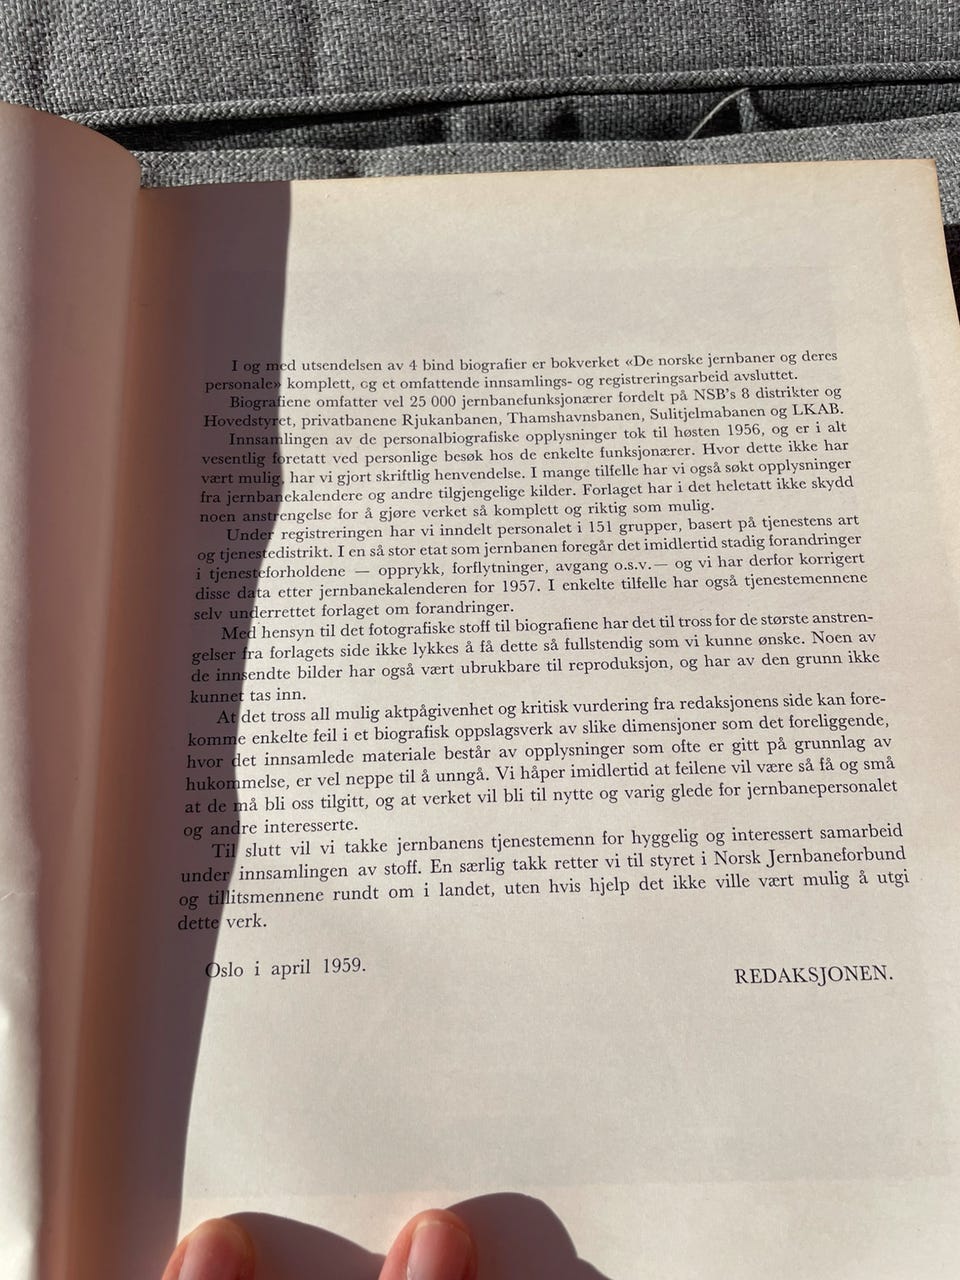 I og med utsendelsen av 4 bind biografier er bokverket «De norske jernbaner og deres
personale» komplett, og et omfattende innsamlings- og registreringsarbeid avsluttet.
Biografiene omfatter vel 25 000 jernbanefunksjonærer fordelt på NSB's 8 distrikter og
Hovedstyret, privatbanene Rjukanbanen, Thamshavnsbanen, Sulitjelmabanen og LKAB.
Innsamlingen av de personalbiografiske opplysninger tok til høsten 1956, og er i alt
vesentlig foretatt ved personlige besøk hos de enkelte funksjonærer. Hvor dette ikke har
vært mulig, har vi gjort skriftlig henvendelse. I mange tilfelle har vi også søkt opplysninger
fra jernbanekalendere og andre tilgjengelige kilder. Forlaget har i det heletatt ikke skydd
noen anstrengelse for å gjøre verket så komplett og riktig som mulig.
Under registreringen har vi inndelt personalet i 151 grupper, basert på tjenestens art
og tjenestedistrikt. I en så stor etat som jernbanen foregår det imidlertid stadig forandringer
i tjenesteforholdene — opprykk, forflytninger, avgang o.s.v.— og vi har derfor korrigert
disse data etter jernbanekalenderen for 1957. I enkelte tilfelle har også tjenestemennene
selv underrettet forlaget om forandringer.
Med hensyn til det fotografiske stoff til biografiene har det til tross for de største anstren-
gelser fra forlagets side ikke lykkes å få dette så fullstendig som vi kunne ønske. Noen av
de innsendte bilder har også vært ubrukbare til reproduksjon, og har av den grunn ikke
kunnet tas inn.
At det tross all mulig aktpågivenhet og kritisk vurdering fra redaksjonens side kan fore-
komme enkelte feil i et biografisk oppslagsverk av slike dimensjoner som det foreliggende,
hvor det innsamlede materiale består av opplysninger som ofte er gitt på grunnlag av
hukommelse, er vel neppe til å unngå. Vi håper imidlertid at feilene vil være så få og små
at de må bli oss tilgitt, og at verket vil bli til nytte og varig glede for jernbanepersonalet
og andre interesserte.
Til slutt vil vi takke jernbanens tjenestemenn for hyggelig og interessert samarbeid
under innsamlingen av stoff. En særlig takk retter vi til styret i Norsk Jernbaneforbund
og tillitsmennene rundt om i landet, uten hvis hjelp det ikke ville vært mulig å utgi
dette verk.
Oslo i april 1959.
REDAKSJONEN.